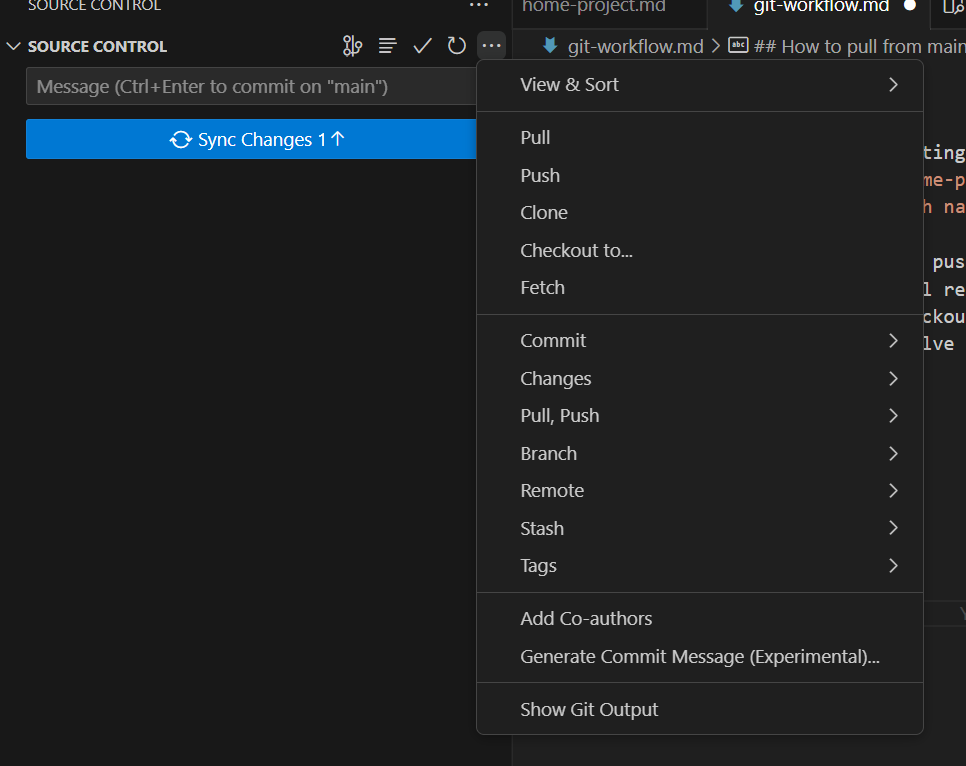 SOURCE CONTROL
home-project.md
git-workflow.md
SOURCE CONTROL
git-workflow.md > ## How to pull from main
Message (Ctrl+Enter to commit on "main")
Sync Changes 1↑
View & Sort
Pull
Push
Clone
Checkout to...
Fetch
Commit
Changes
Pull, Push
Branch
Remote
Stash
Tags
Add Co-authors
Generate Commit Message (Experimental)...
Show Git Output
ting
me-p
h na
pus
l re
ckou
lve